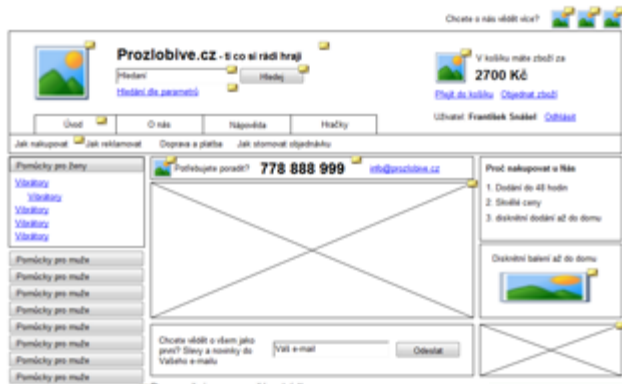 Chcete o nás vědět více?
Prozlobive.cz - ti co si rádi hrají
Hledaní
Hledej
Hledání dle parametrů
V košíku máte zboží za
2700 Kč
Přejít do košíku Objednat zboží
Uživatel: František Snášel Odhlásit
Úvod
O nás
Nápověda
Hračky
Jak nakupovat
Jak reklamovat
Doprava a platba
Jak stornovat objednávku
Pomůcky pro ženy
Vibrátory
Vibrátory
Vibrátory
Vibrátory
Vibrátory
Pomůcky pro muže
Pomůcky pro muže
Pomůcky pro muže
Pomůcky pro muže
Pomůcky pro muže
Pomůcky pro muže
Pomůcky pro muže
Pomůcky pro muže
Potřebujete poradit? 778 888 999 info@prozlobive.cz
Proč nakupovat u Nás
1. Dodání do 48 hodin
2. Skvělé ceny
3. diskrétní dodání až do domu
Diskrétní balení až do domu
Chcete vědět o všem jako
první? Slevy a novinky do
Vašeho e-mailu
Váš e-mail
Odeslat